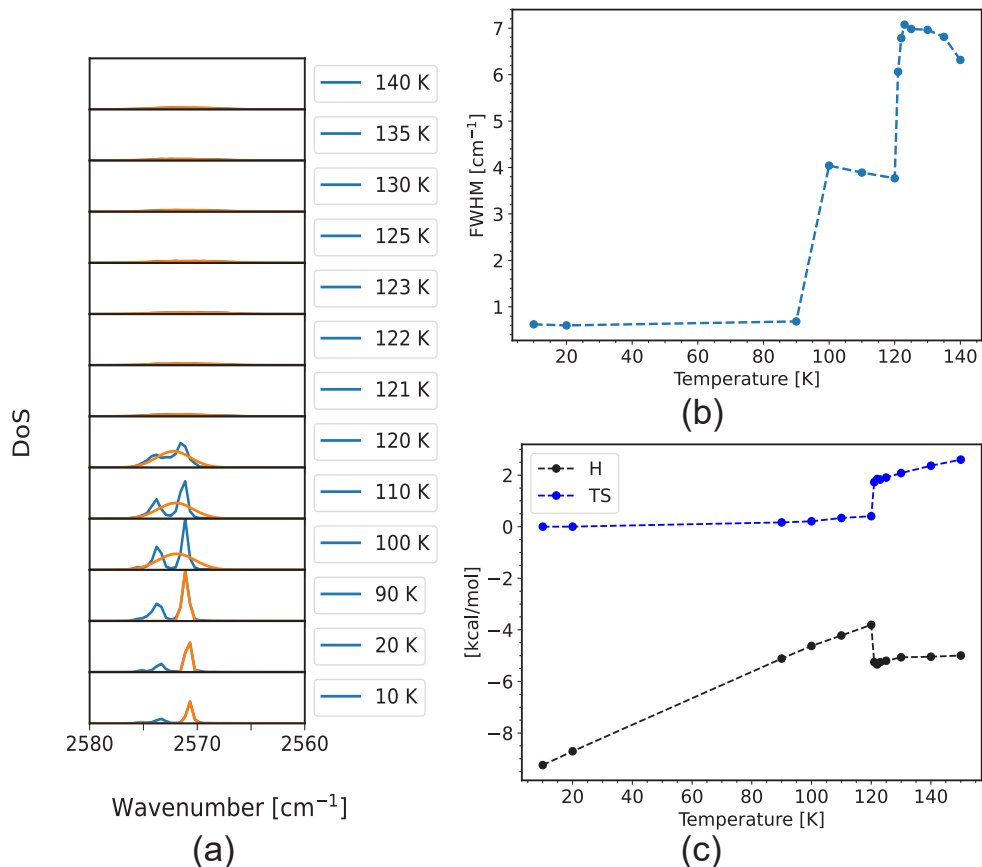 DoS
140 K
135 K
130 K
125 K
123 K
122 K
121 K
120 K
110 K
100 K
90 K
20 K
10 K
2580 2570 2560
Wavenumber [cm⁻¹]
(a)
FWHM [cm⁻¹]
7
6
5
4
3
2
1
20 40 60 80 100 120 140
Temperature [K]
(b)
[kcal/mol]
H
TS
2
0
−2
−4
−6
−8
20 40 60 80 100 120 140
Temperature [K]
(c)